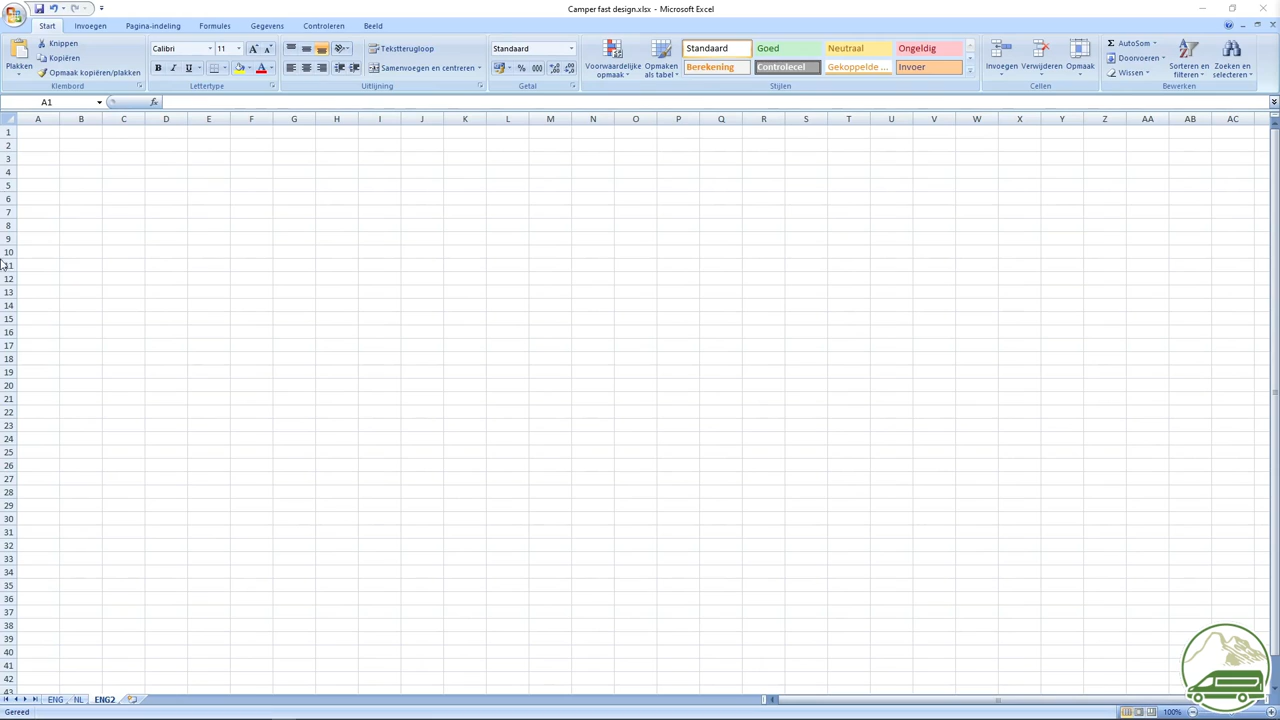 Camper fast design.xlsx - Microsoft Excel
Start Invoegen Pagina-indeling Formules Gegevens Controleren Beeld
Plakken
Knippen
Kopiëren
Opmaak kopiëren/plakken
Klembord
Calibri 11
B I U
Lettertype
Tekstterugloop
Samenvoegen en centreren
Uitlijning
Standaard
% 000
Getal
Voorwaardelijke opmaak
Opmaken als tabel
Standaard Goed Neutraal Ongeldig
Berekening Controlecel Gekoppelde ... Invoer
Stijlen
Invoegen Verwijderen Opmaak
Cellen
AutoSom
Doorvoeren
Wissen
Sorteren en filteren
Zoeken en selecteren
Bewerken
A1 fx
A B C D E F G H I J K L M N O P Q R S T U V W X Y Z AA AB AC
1
2
3
4
5
6
7
8
9
10
11
12
13
14
15
16
17
18
19
20
21
22
23
24
25
26
27
28
29
30
31
32
33
34
35
36
37
38
39
40
41
42
43
ENG NL ENG2
Gereed 100%